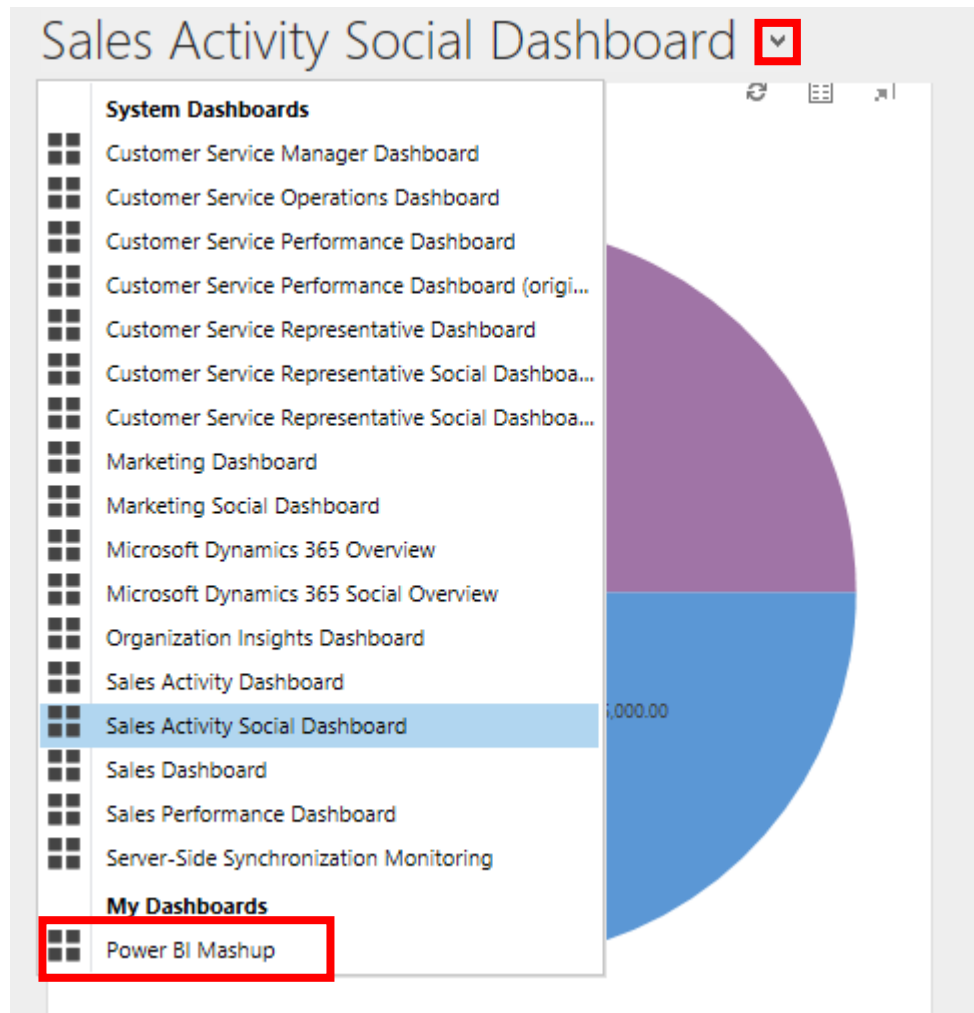 Sales Activity Social Dashboard
System Dashboards
Customer Service Manager Dashboard
Customer Service Operations Dashboard
Customer Service Performance Dashboard
Customer Service Performance Dashboard (origi...
Customer Service Representative Dashboard
Customer Service Representative Social Dashboa...
Customer Service Representative Social Dashboa...
Marketing Dashboard
Marketing Social Dashboard
Microsoft Dynamics 365 Overview
Microsoft Dynamics 365 Social Overview
Organization Insights Dashboard
Sales Activity Dashboard
Sales Activity Social Dashboard
,000.00
Sales Dashboard
Sales Performance Dashboard
Server-Side Synchronization Monitoring
My Dashboards
Power BI Mashup